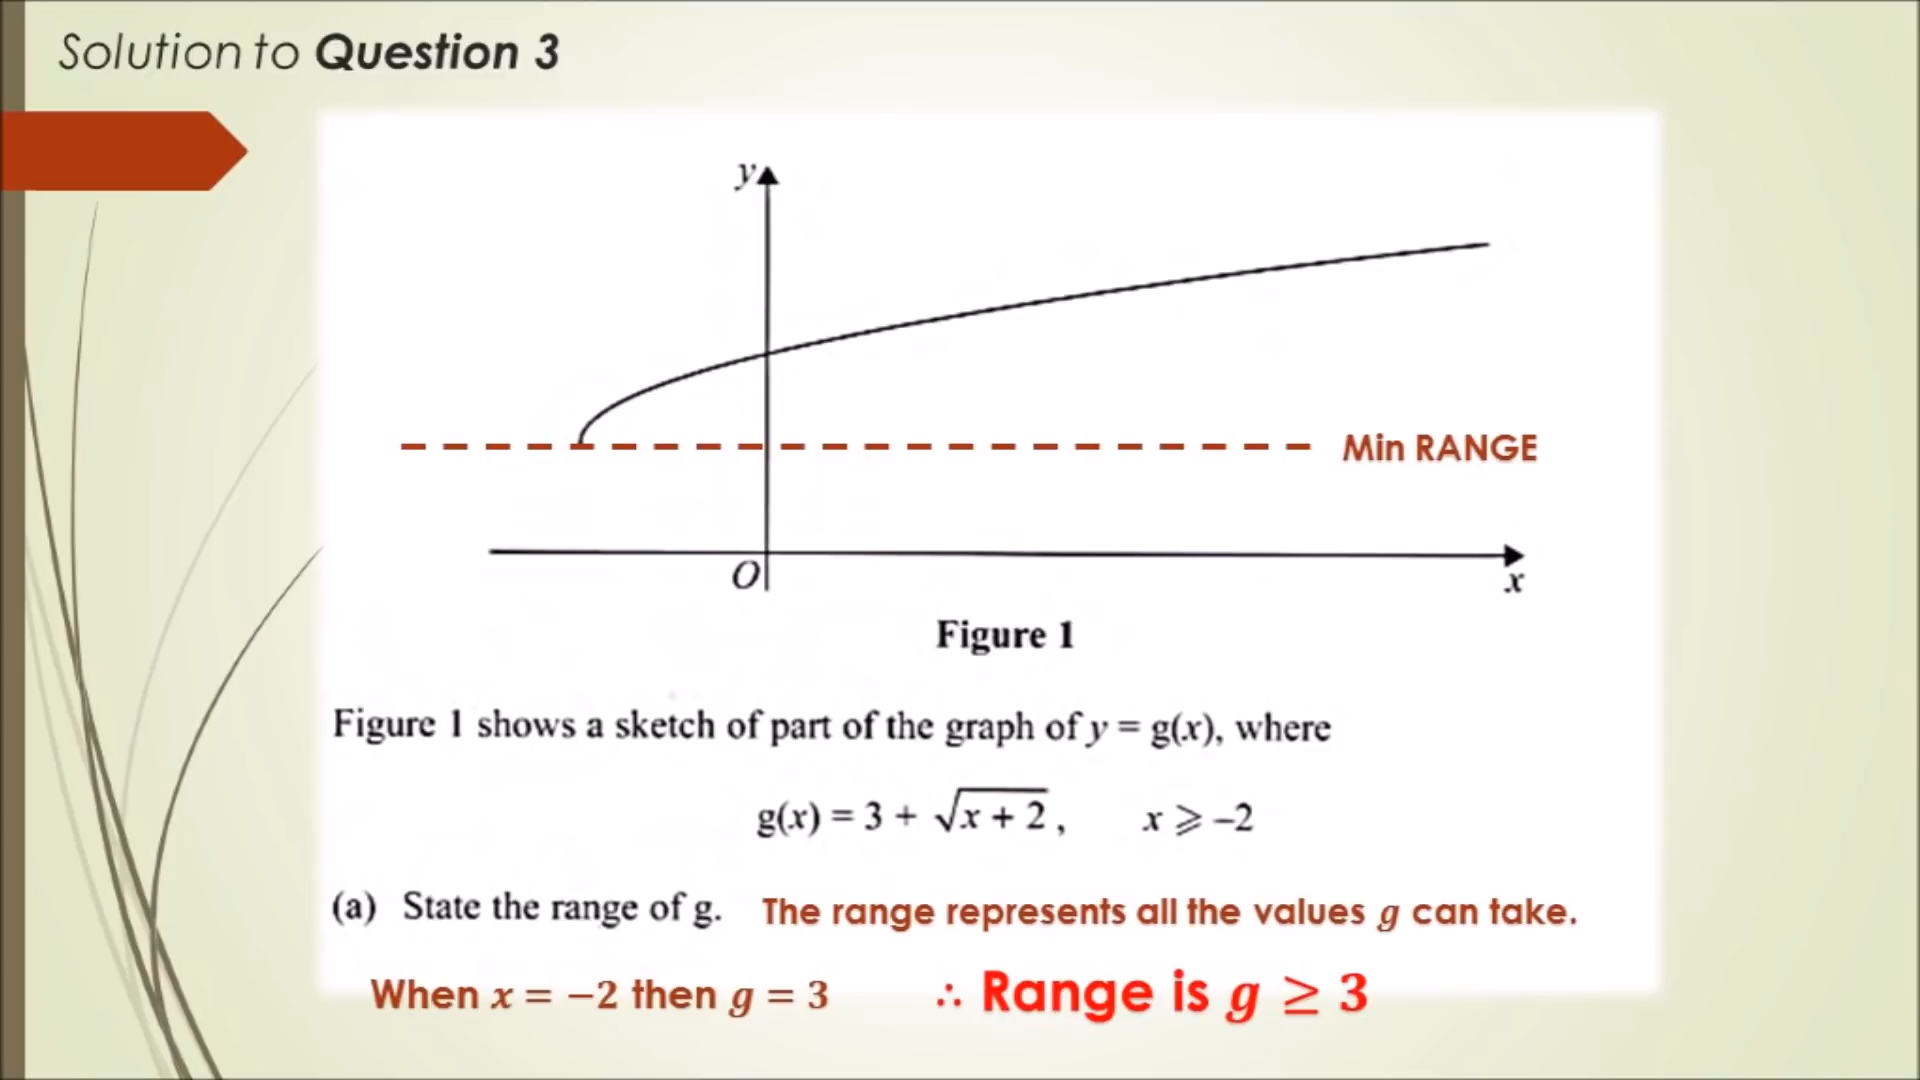 Solution to Question 3
y
Min RANGE
O
x
Figure 1
Figure 1 shows a sketch of part of the graph of y = g(x), where
g(x) = 3 + √(x + 2) ,   x ⩾ –2
(a) State the range of g. The range represents all the values g can take.
When x = −2 then g = 3   ∴ Range is g ≥ 3